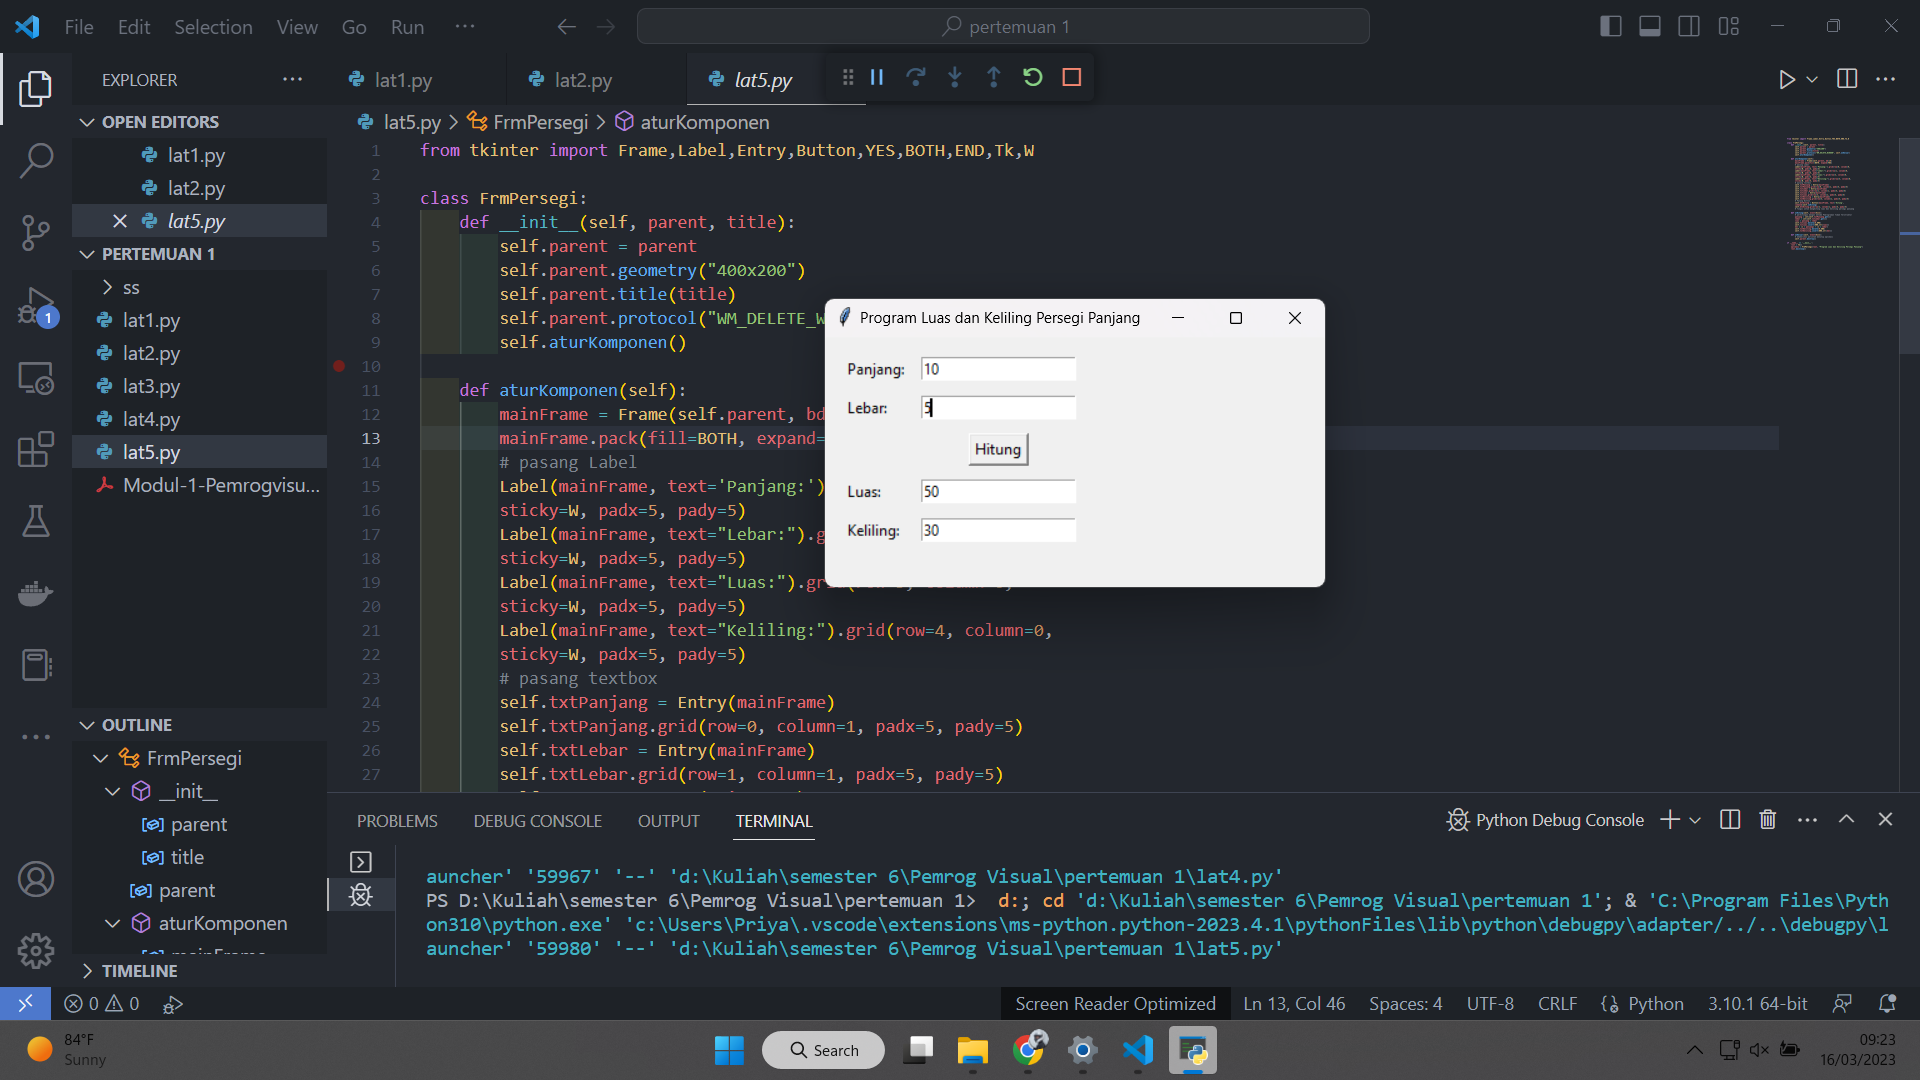 File Edit Selection View Go Run ···
pertemuan 1
EXPLORER
lat1.py
lat2.py
lat5.py
OPEN EDITORS
lat1.py
lat2.py
lat5.py
PERTEMUAN 1
ss
lat1.py
lat2.py
lat3.py
lat4.py
lat5.py
Modul-1-Pemrogvisu...
OUTLINE
FrmPersegi
__init__
parent
title
parent
aturKomponen
mainFrame
TIMELINE
1
lat5.py > FrmPersegi > aturKomponen
1 from tkinter import Frame,Label,Entry,Button,YES,BOTH,END,Tk,W
2
3 class FrmPersegi:
4 def __init__(self, parent, title):
5 self.parent = parent
6 self.parent.geometry("400x200")
7 self.parent.title(title)
8 self.parent.protocol("WM_DELETE_W
9 self.aturKomponen()
10
11 def aturKomponen(self):
12 mainFrame = Frame(self.parent, bd
13 mainFrame.pack(fill=BOTH, expand=
14 # pasang Label
15 Label(mainFrame, text='Panjang:')
16 sticky=W, padx=5, pady=5)
17 Label(mainFrame, text="Lebar:").g
18 sticky=W, padx=5, pady=5)
19 Label(mainFrame, text="Luas:").gr
20 sticky=W, padx=5, pady=5)
21 Label(mainFrame, text="Keliling:").grid(row=4, column=0,
22 sticky=W, padx=5, pady=5)
23 # pasang textbox
24 self.txtPanjang = Entry(mainFrame)
25 self.txtPanjang.grid(row=0, column=1, padx=5, pady=5)
26 self.txtLebar = Entry(mainFrame)
27 self.txtLebar.grid(row=1, column=1, padx=5, pady=5)
Program Luas dan Keliling Persegi Panjang
Panjang: 10
Lebar: 5
Hitung
Luas: 50
Keliling: 30
PROBLEMS DEBUG CONSOLE OUTPUT TERMINAL
Python Debug Console
auncher' '59967' '--' 'd:\Kuliah\semester 6\Pemrog Visual\pertemuan 1\lat4.py'
PS D:\Kuliah\semester 6\Pemrog Visual\pertemuan 1> d:; cd 'd:\Kuliah\semester 6\Pemrog Visual\pertemuan 1'; & 'C:\Program Files\Pyth
on310\python.exe' 'c:\Users\Priya\.vscode\extensions\ms-python.python-2023.4.1\pythonFiles\lib\python\debugpy\adapter/../..\debugpy\l
auncher' '59980' '--' 'd:\Kuliah\semester 6\Pemrog Visual\pertemuan 1\lat5.py'
0 0
Screen Reader Optimized Ln 13, Col 46 Spaces: 4 UTF-8 CRLF Python 3.10.1 64-bit
84°F
Sunny
Search
09:23
16/03/2023